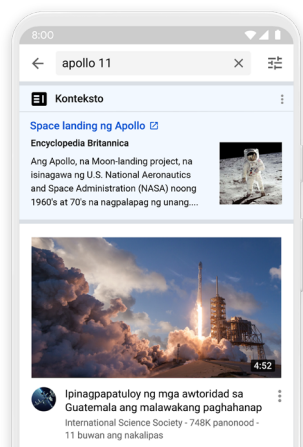 8:00
apollo 11
Konteksto
Space landing ng Apollo
Encyclopedia Britannica
Ang Apollo, na Moon-landing project, na
isinagawa ng U.S. National Aeronautics
and Space Administration (NASA) noong
1960's at 70's na nagpalapag ng unang....
4:52
Ipinagpapatuloy ng mga awtoridad sa
Guatemala ang malawakang paghahanap
International Science Society - 748K panonood -
11 buwan ang nakalipas